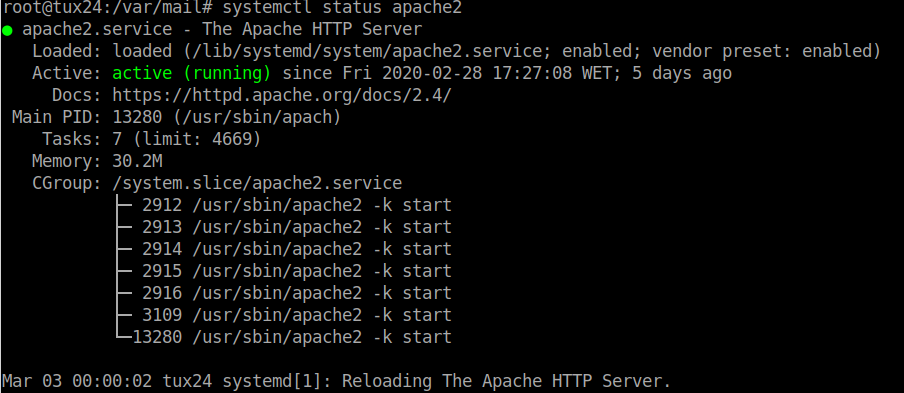 root@tux24:/var/mail# systemctl status apache2
● apache2.service - The Apache HTTP Server
   Loaded: loaded (/lib/systemd/system/apache2.service; enabled; vendor preset: enabled)
   Active: active (running) since Fri 2020-02-28 17:27:08 WET; 5 days ago
     Docs: https://httpd.apache.org/docs/2.4/
 Main PID: 13280 (/usr/sbin/apach)
    Tasks: 7 (limit: 4669)
   Memory: 30.2M
   CGroup: /system.slice/apache2.service
           ├─ 2912 /usr/sbin/apache2 -k start
           ├─ 2913 /usr/sbin/apache2 -k start
           ├─ 2914 /usr/sbin/apache2 -k start
           ├─ 2915 /usr/sbin/apache2 -k start
           ├─ 2916 /usr/sbin/apache2 -k start
           ├─ 3109 /usr/sbin/apache2 -k start
           └─13280 /usr/sbin/apache2 -k start
Mar 03 00:00:02 tux24 systemd[1]: Reloading The Apache HTTP Server.